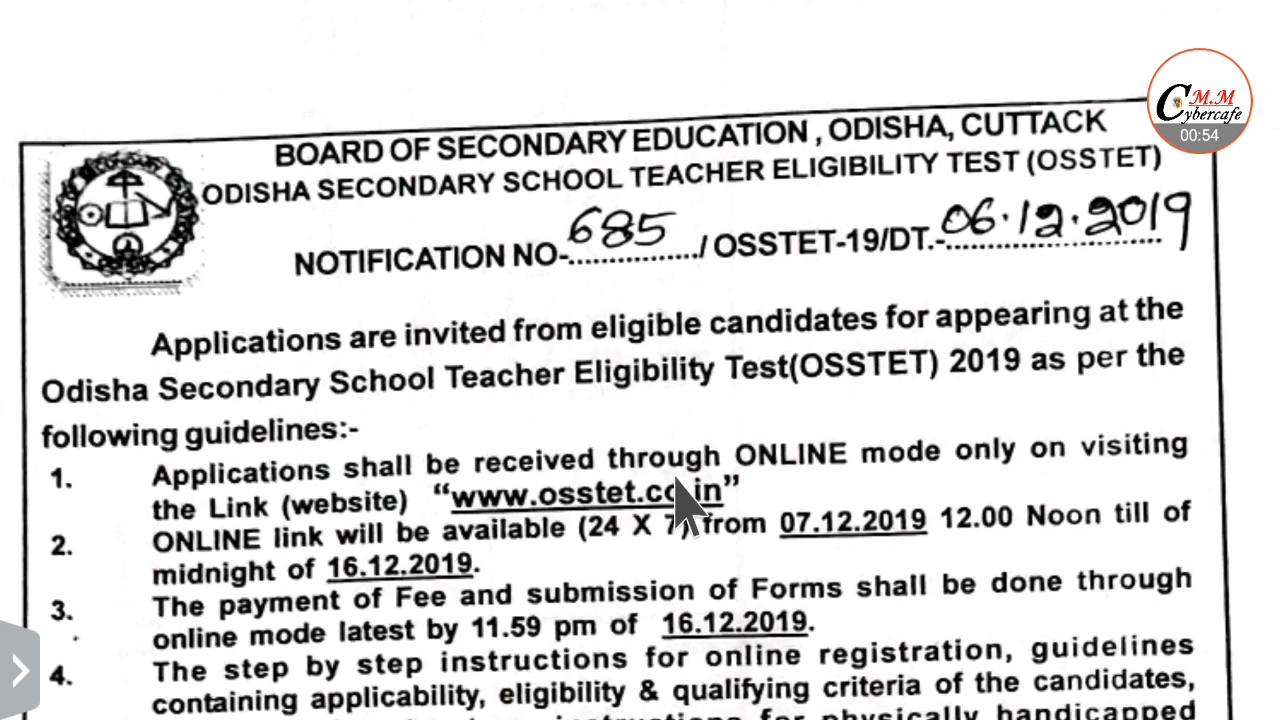 M.M
Cybercafe
00:54
BOARD OF SECONDARY EDUCATION , ODISHA, CUTTACK
ODISHA SECONDARY SCHOOL TEACHER ELIGIBILITY TEST (OSSTET)
NOTIFICATION NO-..685........../ OSSTET-19/DT.-.06.12.2019
Applications are invited from eligible candidates for appearing at the
Odisha Secondary School Teacher Eligibility Test(OSSTET) 2019 as per the
following guidelines:-
1. Applications shall be received through ONLINE mode only on visiting
the Link (website) “www.osstet.co.in”
2. ONLINE link will be available (24 X 7) from 07.12.2019 12.00 Noon till of
midnight of 16.12.2019.
3. The payment of Fee and submission of Forms shall be done through
online mode latest by 11.59 pm of 16.12.2019.
4. The step by step instructions for online registration, guidelines
containing applicability, eligibility & qualifying criteria of the candidates,
instructions for physically handicapped